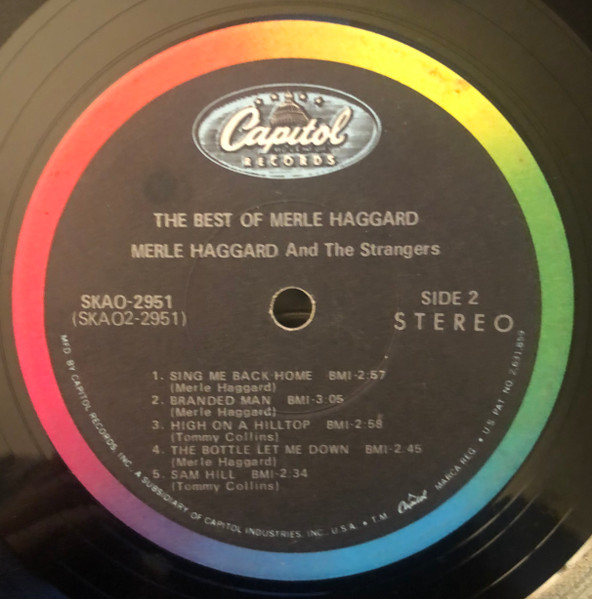 Capitol
RECORDS
THE BEST OF MERLE HAGGARD
MERLE HAGGARD And The Strangers
SKAO-2951
(SKAO2-2951)
SIDE 2
STEREO
1. SING ME BACK HOME BMI-2:57
(Merle Haggard)
2. BRANDED MAN BMI-3:05
(Merle Haggard)
3. HIGH ON A HILLTOP BMI-2:58
(Tommy Collins)
4. THE BOTTLE LET ME DOWN BMI-2:45
(Merle Haggard)
5. SAM HILL BMI-2:34
(Tommy Collins)
MFD. BY CAPITOL RECORDS, INC. A SUBSIDIARY OF CAPITOL INDUSTRIES, INC. U.S.A. • T.M. Capitol MARCA REG. • U.S. PAT. NO. 2,631,859